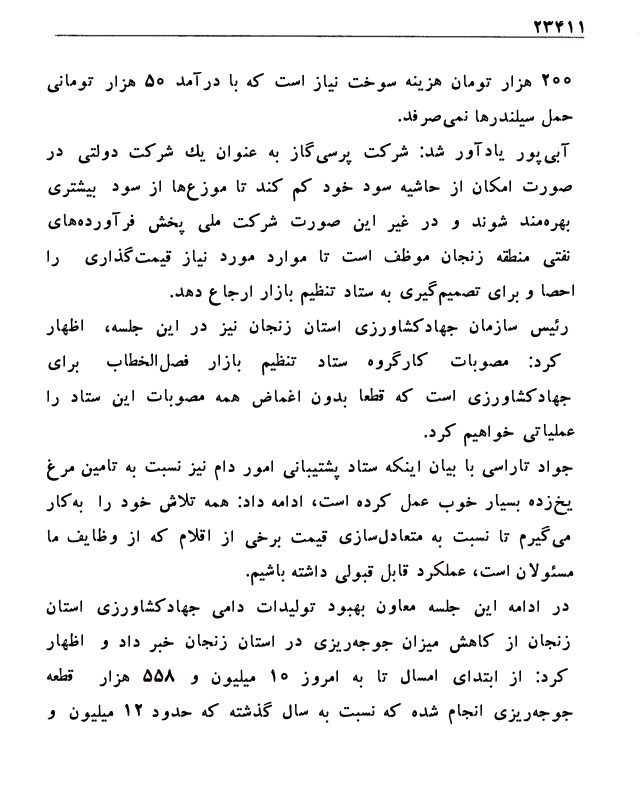 ۲۳۴۱۱
۲۰۰ هزار تومان هزینه سوخت نیاز است که با درآمد ۵۰ هزار تومانی
حمل سیلندرها نمی‌صرفد.
آبی‌پور یادآور شد: شرکت پرسی‌گاز به عنوان یك شرکت دولتی در
صورت امکان از حاشیه سود خود کم کند تا موزع‌ها از سود بیشتری
بهره‌مند شوند و در غیر این صورت شرکت ملی پخش فرآورده‌های
نفتی منطقه زنجان موظف است تا موارد مورد نیاز قیمت‌گذاری را
احصا و برای تصمیم‌گیری به ستاد تنظیم بازار ارجاع دهد.
رئیس سازمان جهادکشاورزی استان زنجان نیز در این جلسه، اظهار
کرد: مصوبات کارگروه ستاد تنظیم بازار فصل‌الخطاب برای
جهادکشاورزی است که قطعا بدون اغماض همه مصوبات این ستاد را
عملیاتی خواهیم کرد.
جواد تاراسی با بیان اینکه ستاد پشتیبانی امور دام نیز نسبت به تامین مرغ
یخ‌زده بسیار خوب عمل کرده است، ادامه داد: همه تلاش خود را به‌کار
می‌گیرم تا نسبت به متعادل‌سازی قیمت برخی از اقلام که از وظایف ما
مسئولان است، عملکرد قابل قبولی داشته باشیم.
در ادامه این جلسه معاون بهبود تولیدات دامی جهادکشاورزی استان
زنجان از کاهش میزان جوجه‌ریزی در استان زنجان خبر داد و اظهار
کرد: از ابتدای امسال تا به امروز ۱۰ میلیون و ۵۵۸ هزار قطعه
جوجه‌ریزی انجام شده که نسبت به سال گذشته که حدود ۱۲ میلیون و